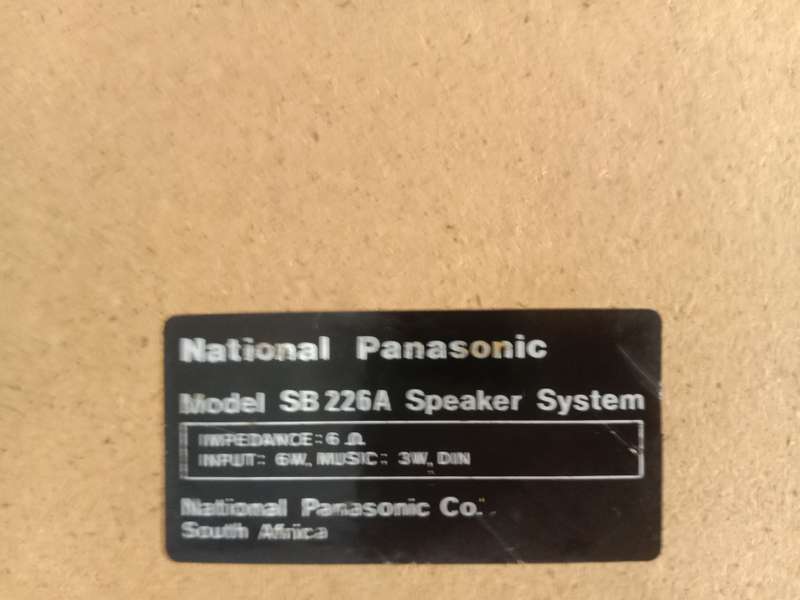 National Panasonic
Model SB 226A Speaker System
IMPEDANCE: 6 Ω
INPUT: 6W, MUSIC: 3W, DIN
National Panasonic Co.
South Africa